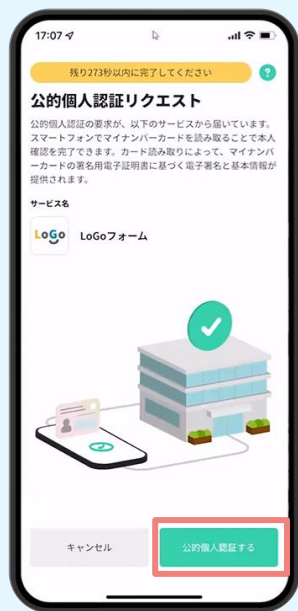 17:07
残り273秒以内に完了してください
?
公的個人認証リクエスト
公的個人認証の要求が、以下のサービスから届いています。
スマートフォンでマイナンバーカードを読み取ることで本人
確認を完了できます。カード読み取りによって、マイナンバ
ーカードの署名用電子証明書に基づく電子署名と基本情報が
提供されます。
サービス名
LoGo
LoGoフォーム
キャンセル
公的個人認証する